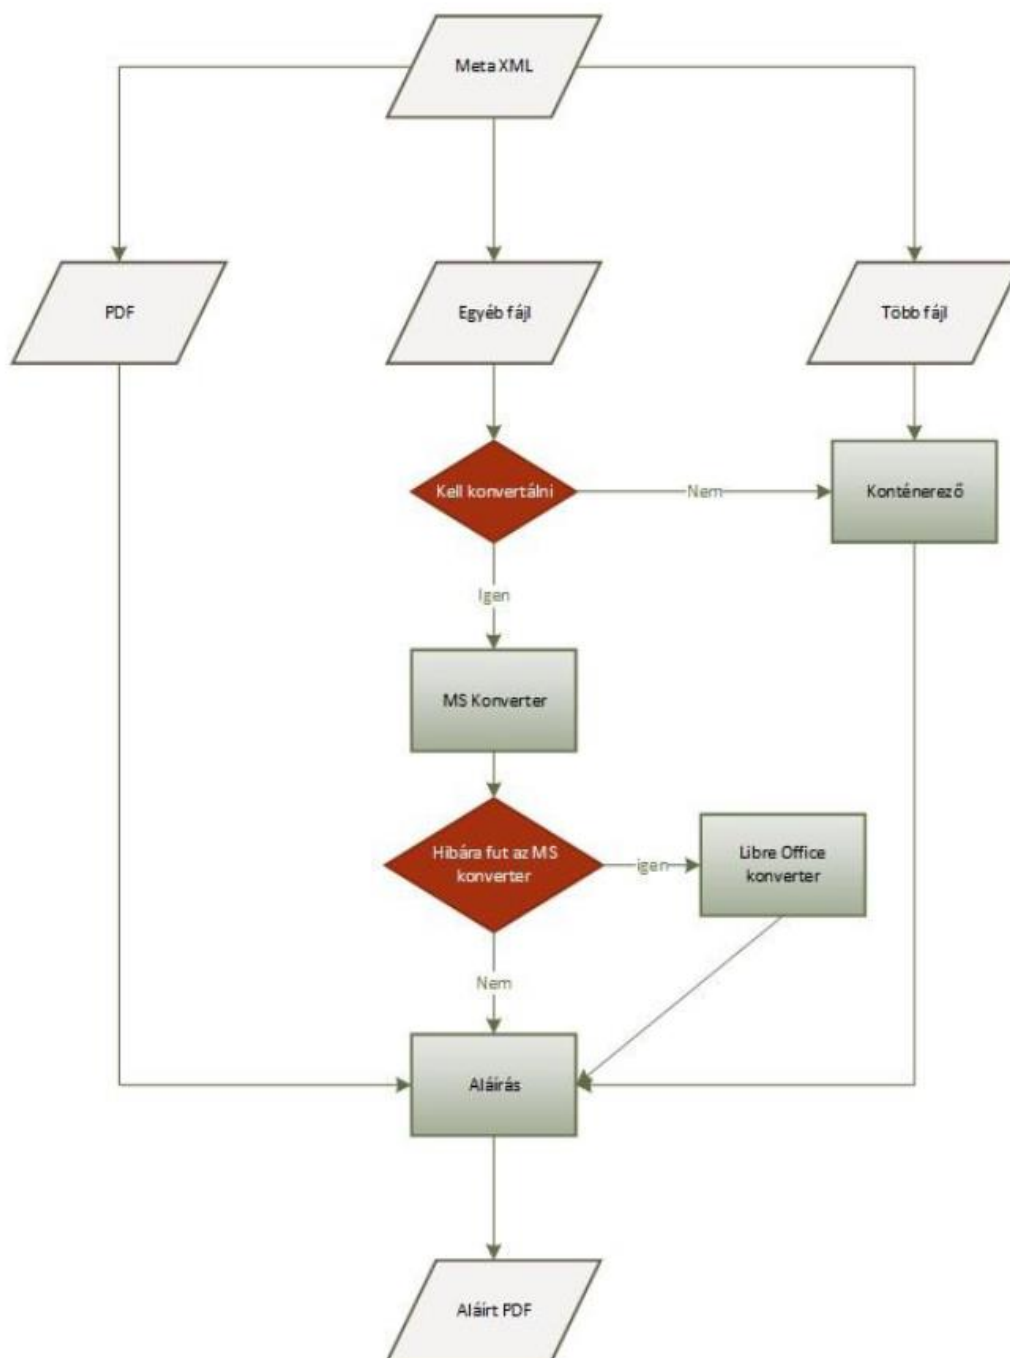 Meta XML
PDF
Egyéb fájl
Több fájl
Kell konvertálni
Nem
Konténerező
Igen
MS Konverter
Hibára fut az MS
konverter
igen
Libre Office
konverter
Nem
Aláírás
Aláírt PDF